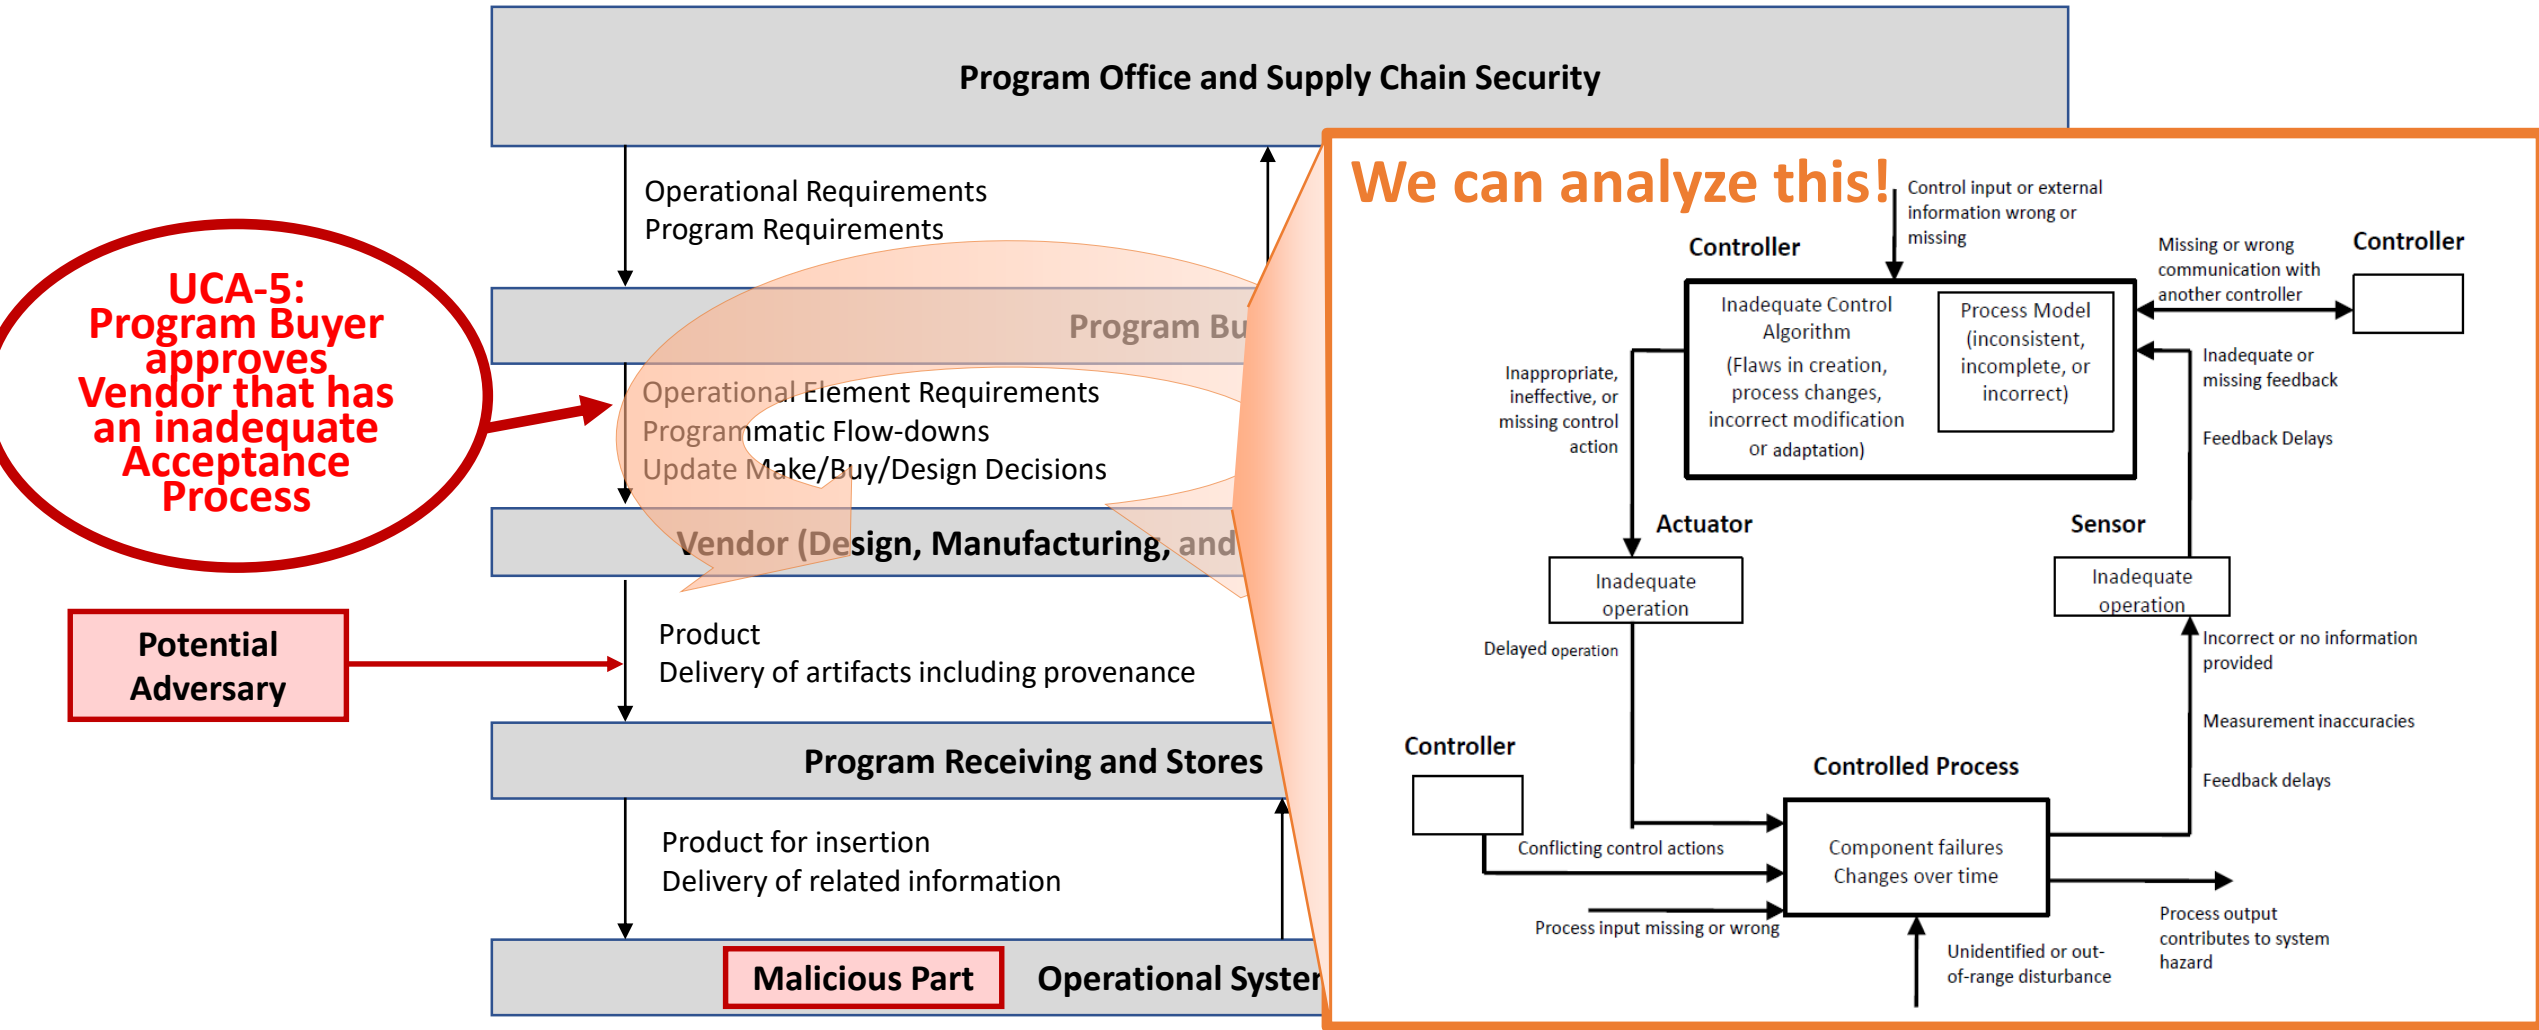 Program Office and Supply Chain Security
Operational Requirements
Program Requirements
UCA-5:
Program Buyer
approves
Vendor that has
an inadequate
Acceptance
Process
Program Bu
Operational Element Requirements
Programmatic Flow-downs
Update Make/Buy/Design Decisions
Vendor (Design, Manufacturing, and
Potential
Adversary
Product
Delivery of artifacts including provenance
Program Receiving and Stores
Product for insertion
Delivery of related information
Malicious Part
Operational System
We can analyze this!
Control input or external
information wrong or
missing
Controller
Missing or wrong
communication with
another controller
Controller
Inadequate Control
Algorithm
(Flaws in creation,
process changes,
incorrect modification
or adaptation)
Process Model
(inconsistent,
incomplete, or
incorrect)
Inappropriate,
ineffective, or
missing control
action
Inadequate or
missing feedback
Feedback Delays
Actuator
Inadequate
operation
Sensor
Inadequate
operation
Delayed operation
Incorrect or no information
provided
Measurement inaccuracies
Feedback delays
Controller
Controlled Process
Component failures
Changes over time
Conflicting control actions
Process input missing or wrong
Unidentified or out-
of-range disturbance
Process output
contributes to system
hazard